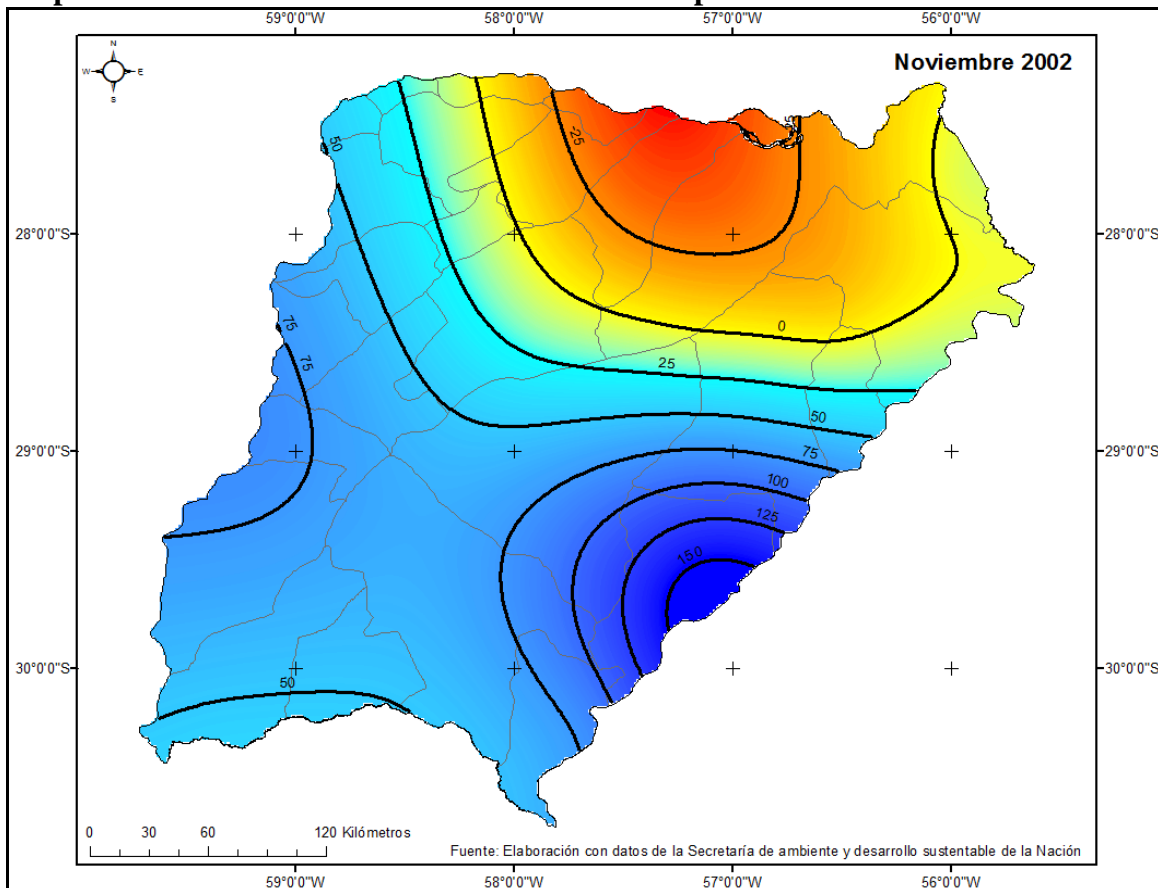 59°0'0"W 58°0'0"W 57°0'0"W 56°0'0"W
N
W E
S
Noviembre 2002
50
-25
28°0'0"S 28°0'0"S
75
75
0
25
50
75
100
125
150
29°0'0"S 29°0'0"S
30°0'0"S 30°0'0"S
50
0 30 60 120 Kilómetros
Fuente: Elaboración con datos de la Secretaría de ambiente y desarrollo sustentable de la Nación
59°0'0"W 58°0'0"W 57°0'0"W 56°0'0"W